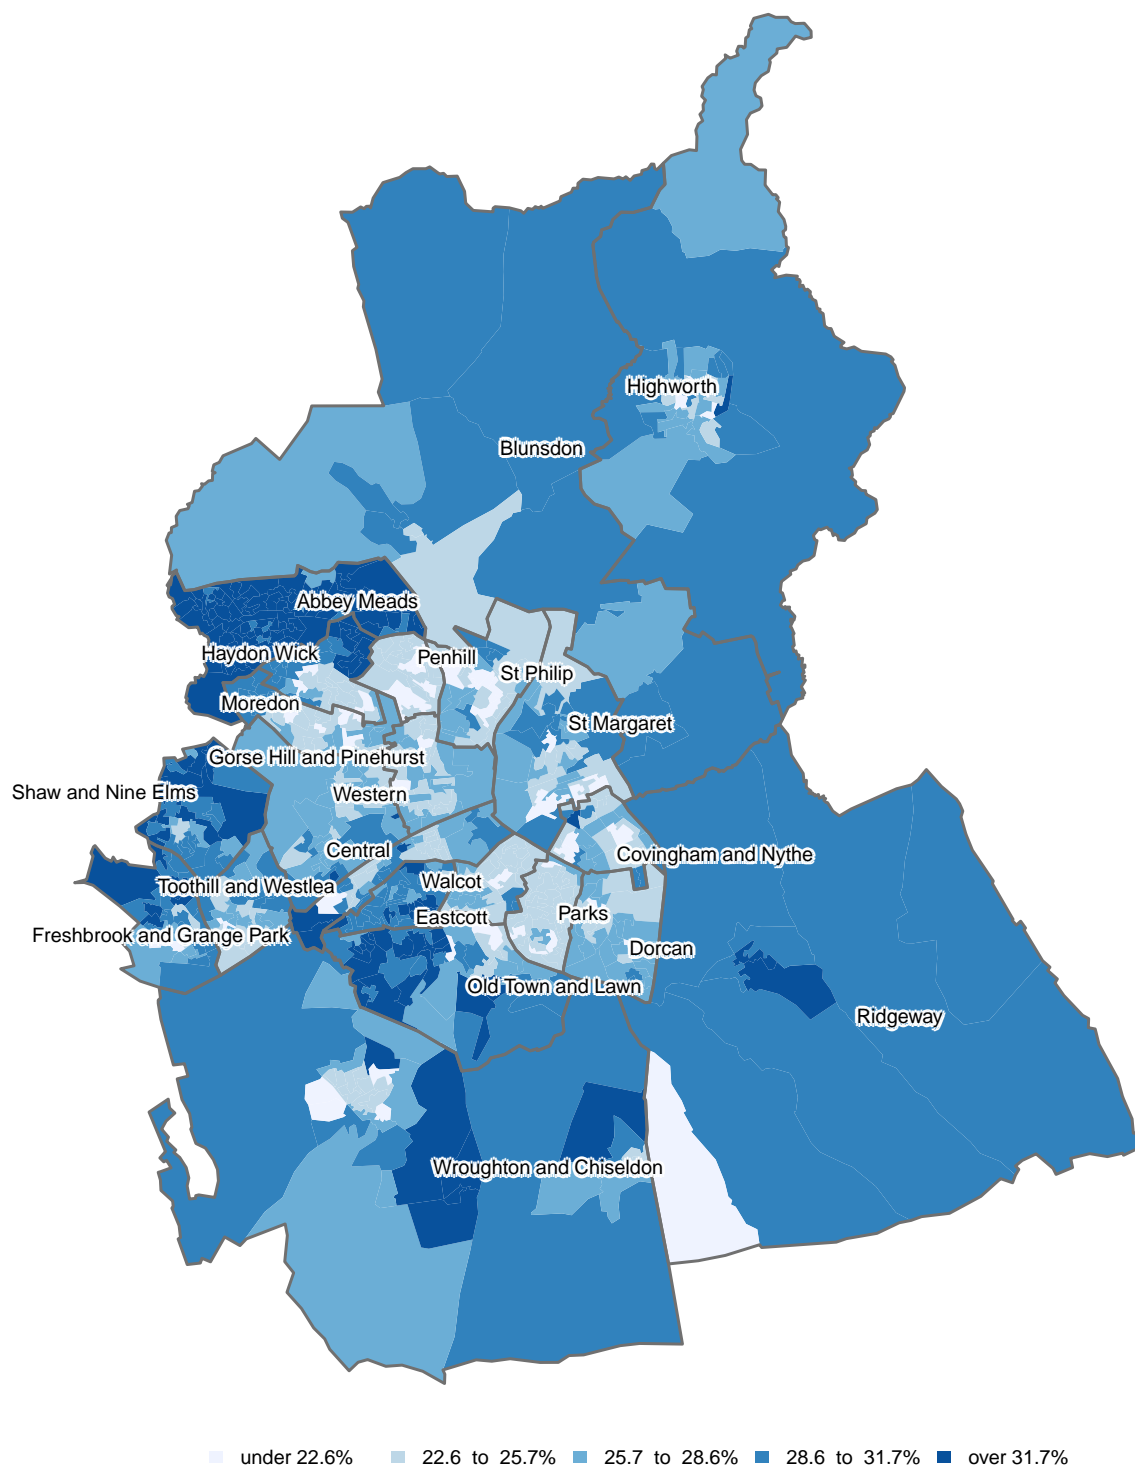 Highworth
Blunsdon
Abbey Meads
Haydon Wick
Penhill
St Philip
Moredon
St Margaret
Gorse Hill and Pinehurst
Shaw and Nine Elms
Western
Central
Covingham and Nythe
Toothill and Westlea
Walcot
Eastcott
Parks
Freshbrook and Grange Park
Dorcan
Old Town and Lawn
Ridgeway
Wroughton and Chiseldon
under 22.6% 22.6 to 25.7% 25.7 to 28.6% 28.6 to 31.7% over 31.7%